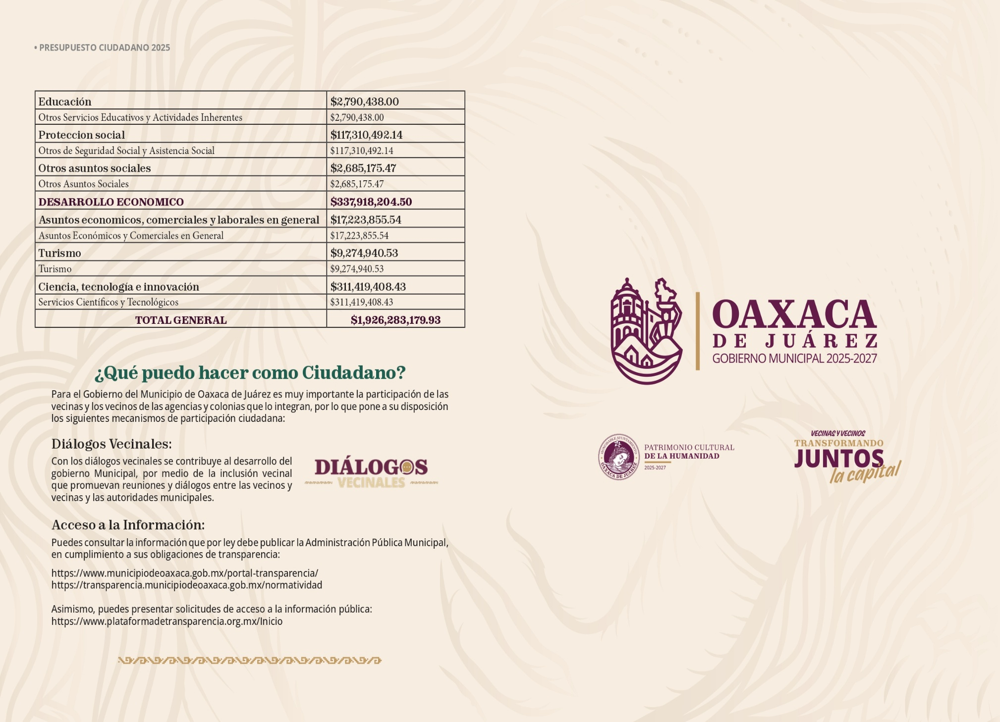 • PRESUPUESTO CIUDADANO 2025
Educación $2,790,438.00
Otros Servicios Educativos y Actividades Inherentes $2,790,438.00
Proteccion social $117,310,492.14
Otros de Seguridad Social y Asistencia Social $117,310,492.14
Otros asuntos sociales $2,685,175.47
Otros Asuntos Sociales $2,685,175.47
DESARROLLO ECONOMICO $337,918,204.50
Asuntos economicos, comerciales y laborales en general $17,223,855.54
Asuntos Económicos y Comerciales en General $17,223,855.54
Turismo $9,274,940.53
Turismo $9,274,940.53
Ciencia, tecnología e innovación $311,419,408.43
Servicios Científicos y Tecnológicos $311,419,408.43
TOTAL GENERAL $1,926,283,179.93
¿Qué puedo hacer como Ciudadano?
Para el Gobierno del Municipio de Oaxaca de Juárez es muy importante la participación de las
vecinas y los vecinos de las agencias y colonias que lo integran, por lo que pone a su disposición
los siguientes mecanismos de participación ciudadana:
Diálogos Vecinales:
Con los diálogos vecinales se contribuye al desarrollo del
gobierno Municipal, por medio de la inclusión vecinal
que promuevan reuniones y diálogos entre las vecinos y
vecinas y las autoridades municipales.
DIÁLOGOS
VECINALES
Acceso a la Información:
Puedes consultar la información que por ley debe publicar la Administración Pública Municipal,
en cumplimiento a sus obligaciones de transparencia:
https://www.municipiodeoaxaca.gob.mx/portal-transparencia/
https://transparencia.municipiodeoaxaca.gob.mx/normatividad
Asimismo, puedes presentar solicitudes de acceso a la información pública:
https://www.plataformadetransparencia.org.mx/Inicio
OAXACA
DE JUÁREZ
GOBIERNO MUNICIPAL 2025-2027
HONORABLE AYUNTAMIENTO
OAXACA DE JUÁREZ
PATRIMONIO CULTURAL
DE LA HUMANIDAD
2025-2027
VECINAS Y VECINOS
TRANSFORMANDO
JUNTOS
la capital